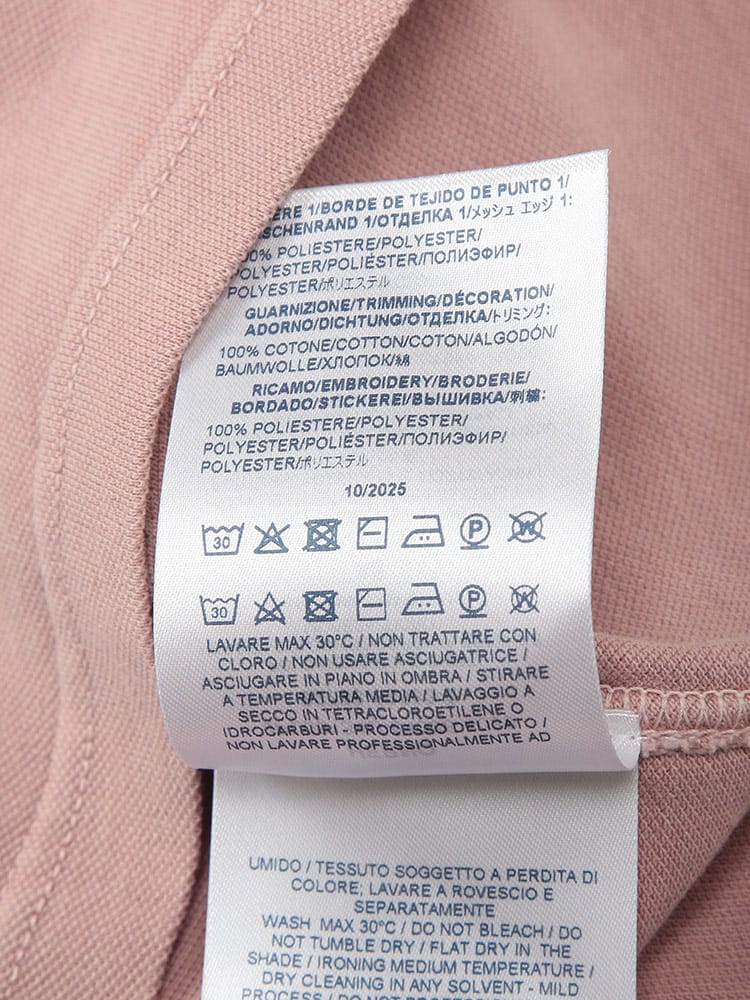 1/BORDE DE TEJIDO DE PUNTO 1/
1/ОТДЕЛКА 1/メッシュ エッジ 1:
POLIESTERE/POLYESTER/
POLYESTER/POLIÉSTER/ПОЛИЭФИР/
POLYESTER/ポリエステル
GUARNIZIONE/TRIMMING/DÉCORATION/
ADORNO/DICHTUNG/ОТДЕЛКА/トリミング:
100% COTONE/COTTON/COTON/ALGODÓN/
BAUMWOLLE/ХЛОПОК/綿
RICAMO/EMBROIDERY/BRODERIE/
BORDADO/STICKEREI/ВЫШИВКА/刺繍:
100% POLIESTERE/POLYESTER/
POLYESTER/POLIÉSTER/ПОЛИЭФИР/
POLYESTER/ポリエステル
10/2025
30 P W
30 P W
LAVARE MAX 30°C / NON TRATTARE CON
CLORO / NON USARE ASCIUGATRICE /
ASCIUGARE IN PIANO IN OMBRA / STIRARE
A TEMPERATURA MEDIA / LAVAGGIO A
SECCO IN TETRACLOROETILENE O
IDROCARBURI - PROCESSO DELICATO /
NON LAVARE PROFESSIONALMENTE AD
UMIDO / TESSUTO SOGGETTO A PERDITA DI
COLORE; LAVARE A ROVESCIO E
SEPARATAMENTE
WASH MAX 30°C / DO NOT BLEACH / DO
NOT TUMBLE DRY / FLAT DRY IN THE
SHADE / IRONING MEDIUM TEMPERATURE /
DRY CLEANING IN ANY SOLVENT - MILD
PROCESS / DO NOT